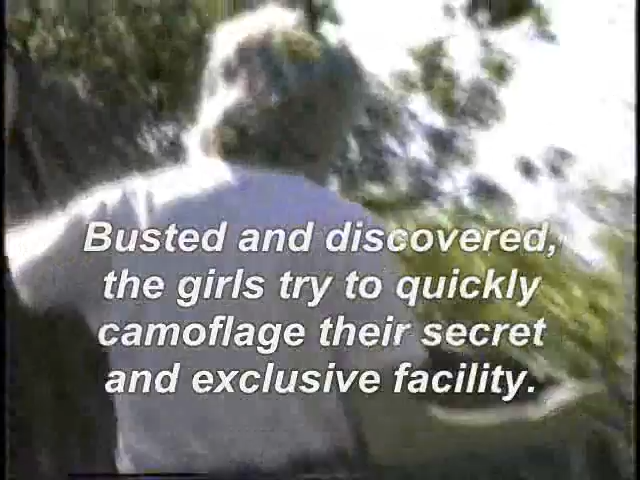 Busted and discovered,
the girls try to quickly
camoflage their secret
and exclusive facility.